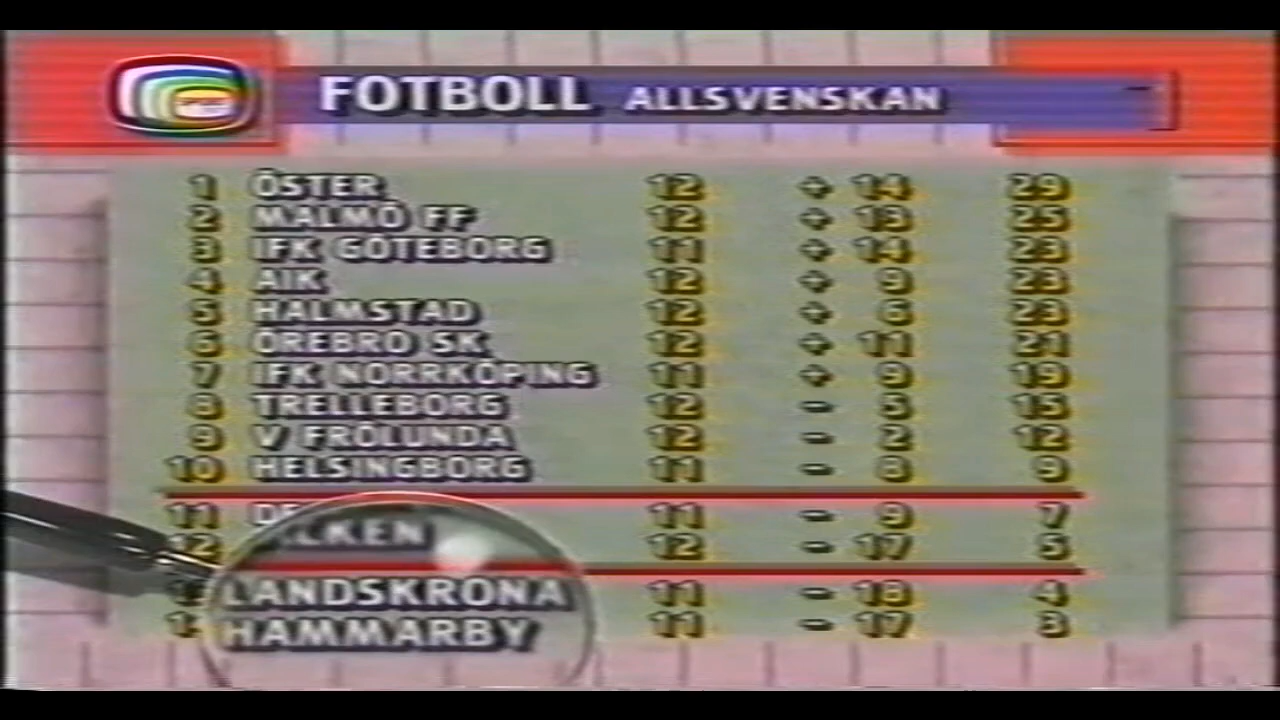 FOTBOLL ALLSVENSKAN
1 ÖSTER 12 + 14 29
2 MALMÖ FF 12 + 13 25
3 IFK GÖTEBORG 11 + 14 23
4 AIK 12 + 9 23
5 HALMSTAD 12 + 6 23
6 ÖREBRO SK 12 + 11 21
7 IFK NORRKÖPING 11 + 9 19
8 TRELLEBORG 12 - 5 15
9 V FRÖLUNDA 12 - 2 12
10 HELSINGBORG 11 - 8 9
11 DE 11 - 9 7
12 LKEN 12 - 17 5
LANDSKRONA 11 - 18 4
HAMMARBY 11 - 17 3